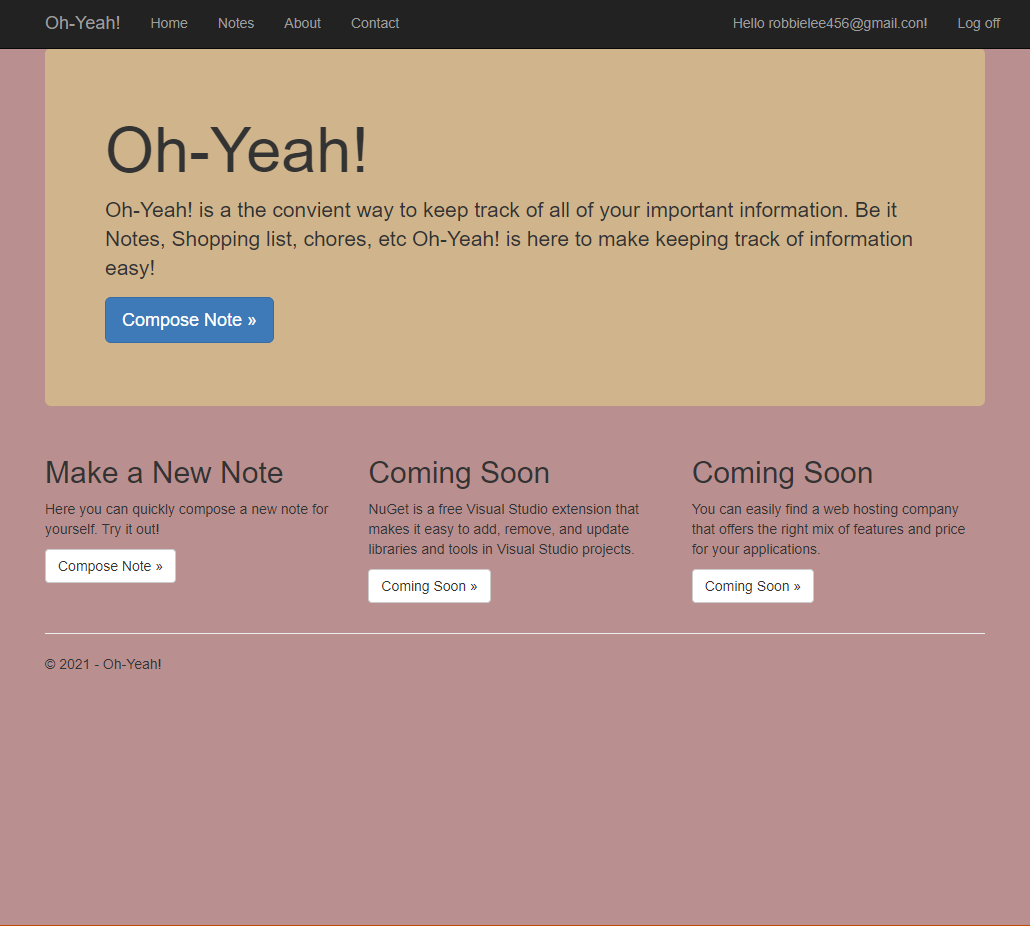 Oh-Yeah! Home Notes About Contact Hello robbielee456@gmail.con! Log off
Oh-Yeah!
Oh-Yeah! is a the convient way to keep track of all of your important information. Be it
Notes, Shopping list, chores, etc Oh-Yeah! is here to make keeping track of information
easy!
Compose Note »
Make a New Note
Here you can quickly compose a new note for
yourself. Try it out!
Compose Note »
Coming Soon
NuGet is a free Visual Studio extension that
makes it easy to add, remove, and update
libraries and tools in Visual Studio projects.
Coming Soon »
Coming Soon
You can easily find a web hosting company
that offers the right mix of features and price
for your applications.
Coming Soon »
© 2021 - Oh-Yeah!